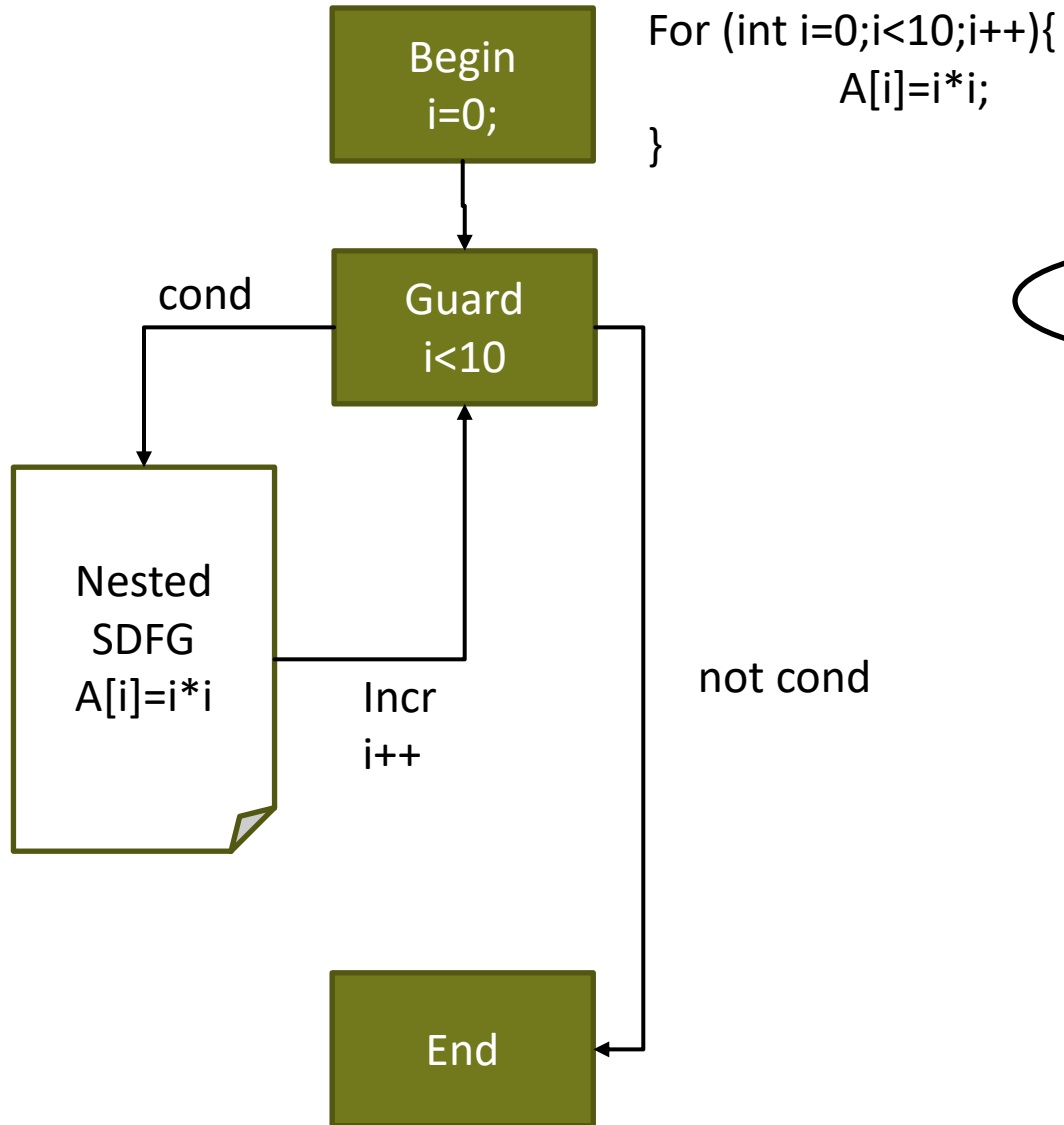 Begin
i=0;
For (int i=0;i<10;i++){
A[i]=i*i;
}
cond
Guard
i<10
Nested
SDFG
A[i]=i*i
Incr
i++
not cond
End